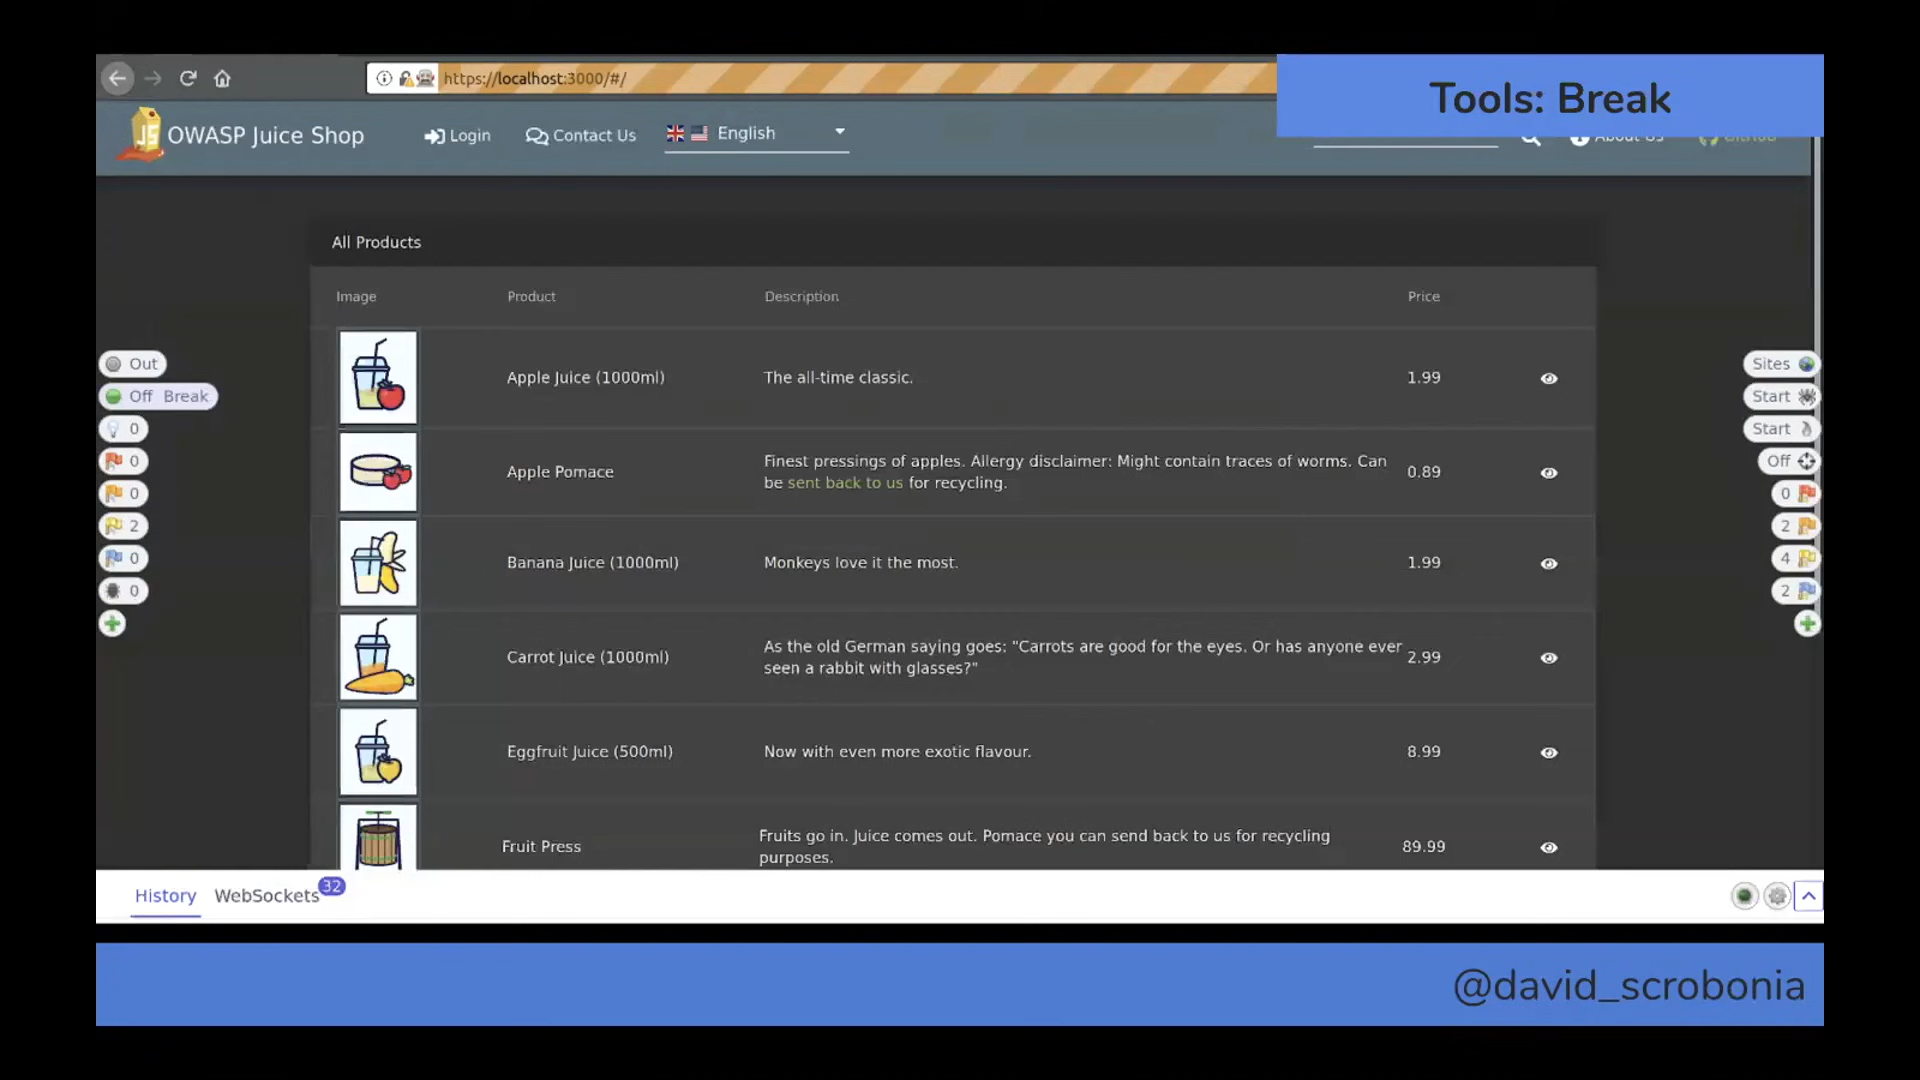 https://localhost:3000/#/
Tools: Break
JS
OWASP Juice Shop
Login
Contact Us
English
About Us
GitHub
All Products
Image Product Description Price
Apple Juice (1000ml) The all-time classic. 1.99
Apple Pomace Finest pressings of apples. Allergy disclaimer: Might contain traces of worms. Can
be sent back to us for recycling. 0.89
Banana Juice (1000ml) Monkeys love it the most. 1.99
Carrot Juice (1000ml) As the old German saying goes: "Carrots are good for the eyes. Or has anyone ever
seen a rabbit with glasses?" 2.99
Eggfruit Juice (500ml) Now with even more exotic flavour. 8.99
Fruit Press Fruits go in. Juice comes out. Pomace you can send back to us for recycling
purposes. 89.99
Out
Off Break
0
0
0
2
0
0
Sites
Start
Start
Off
0
2
4
2
History WebSockets 32
@david_scrobonia